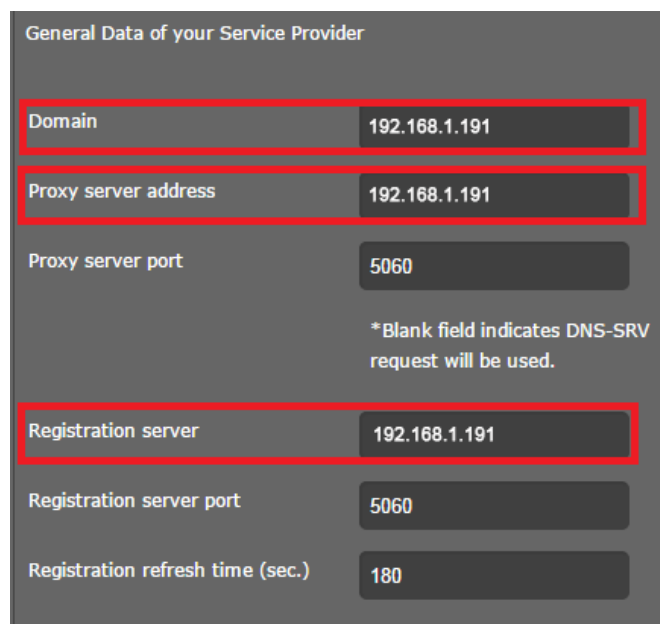 General Data of your Service Provider
Domain 192.168.1.191
Proxy server address 192.168.1.191
Proxy server port 5060
*Blank field indicates DNS-SRV
request will be used.
Registration server 192.168.1.191
Registration server port 5060
Registration refresh time (sec.) 180